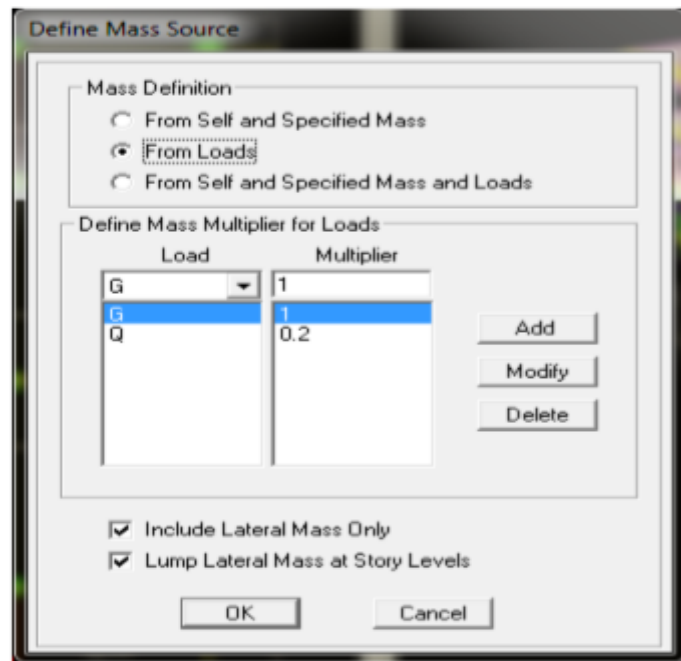 Define Mass Source
Mass Definition
From Self and Specified Mass
From Loads
From Self and Specified Mass and Loads
Define Mass Multiplier for Loads
Load Multiplier
G 1
G 1
Q 0.2
Add
Modify
Delete
Include Lateral Mass Only
Lump Lateral Mass at Story Levels
OK Cancel